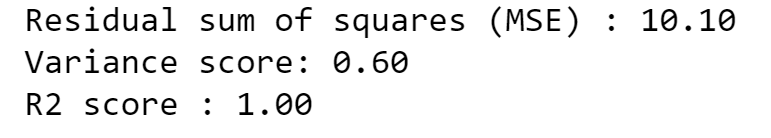 Residual sum of squares (MSE) : 10.10
Variance score: 0.60
R2 score : 1.00